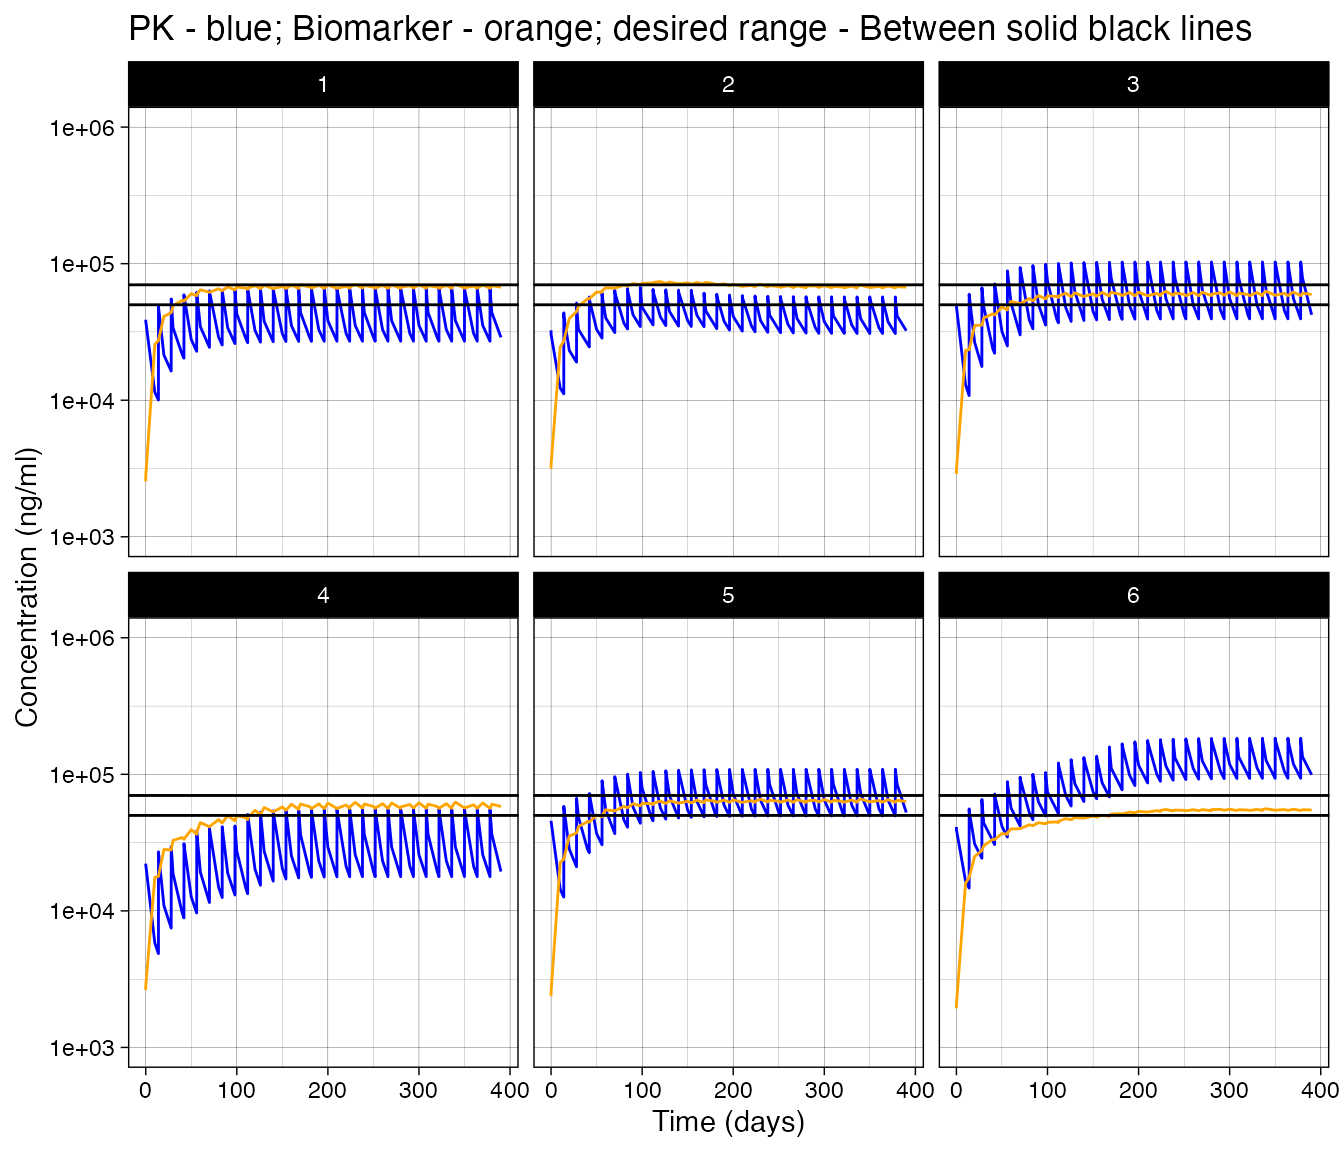 PK - blue; Biomarker - orange; desired range - Between solid black lines
1 2 3
1e+06
1e+05
1e+04
1e+03
4 5 6
1e+06
1e+05
1e+04
1e+03
0 100 200 300 400 0 100 200 300 400 0 100 200 300 400
Time (days)
Concentration (ng/ml)